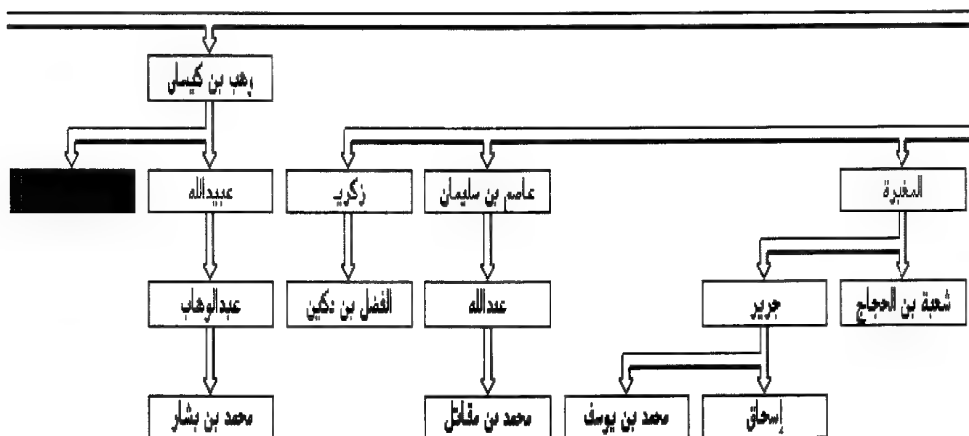 وهب بن كيسان
المغيرة
عاصم بن سليمان
زكريا
عبيدالله
شعبة بن الحجاج
جرير
عبدالله
الفضل بن دكين
عبدالوهاب
إسحاق
محمد بن يوسف
محمد بن مقاتل
محمد بن بشار